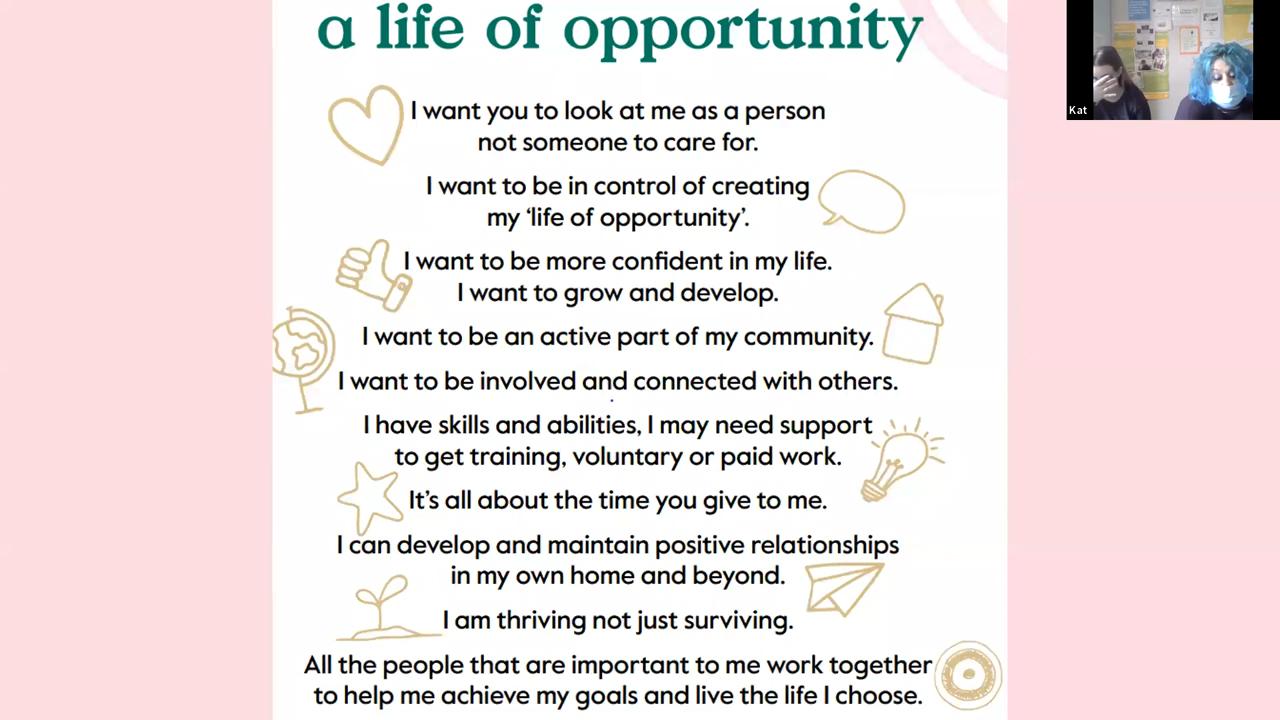 a life of opportunity
I want you to look at me as a person
not someone to care for.
I want to be in control of creating
my ‘life of opportunity’.
I want to be more confident in my life.
I want to grow and develop.
I want to be an active part of my community.
I want to be involved and connected with others.
I have skills and abilities, I may need support
to get training, voluntary or paid work.
It’s all about the time you give to me.
I can develop and maintain positive relationships
in my own home and beyond.
I am thriving not just surviving.
All the people that are important to me work together
to help me achieve my goals and live the life I choose.
Kat